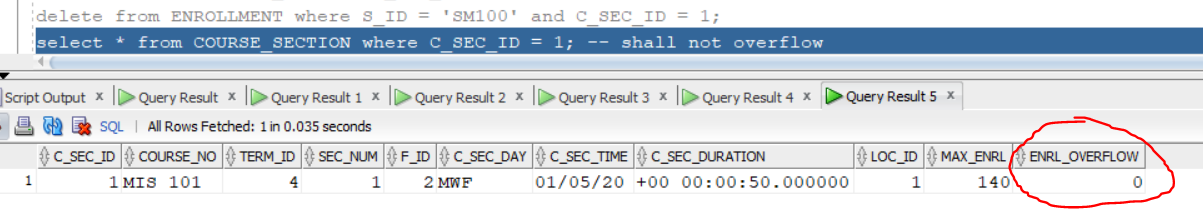 delete from ENROLLMENT where S_ID = 'SM100' and C_SEC_ID = 1;
select * from COURSE_SECTION where C_SEC_ID = 1; -- shall not overflow
Script Output x Query Result x Query Result 1 x Query Result 2 x Query Result 3 x Query Result 4 x Query Result 5 x
SQL | All Rows Fetched: 1 in 0.035 seconds
C_SEC_ID COURSE_NO TERM_ID SEC_NUM F_ID C_SEC_DAY C_SEC_TIME C_SEC_DURATION LOC_ID MAX_ENRL ENRL_OVERFLOW
1 1 MIS 101 4 1 2 MWF 01/05/20 +00 00:00:50.000000 1 140 0